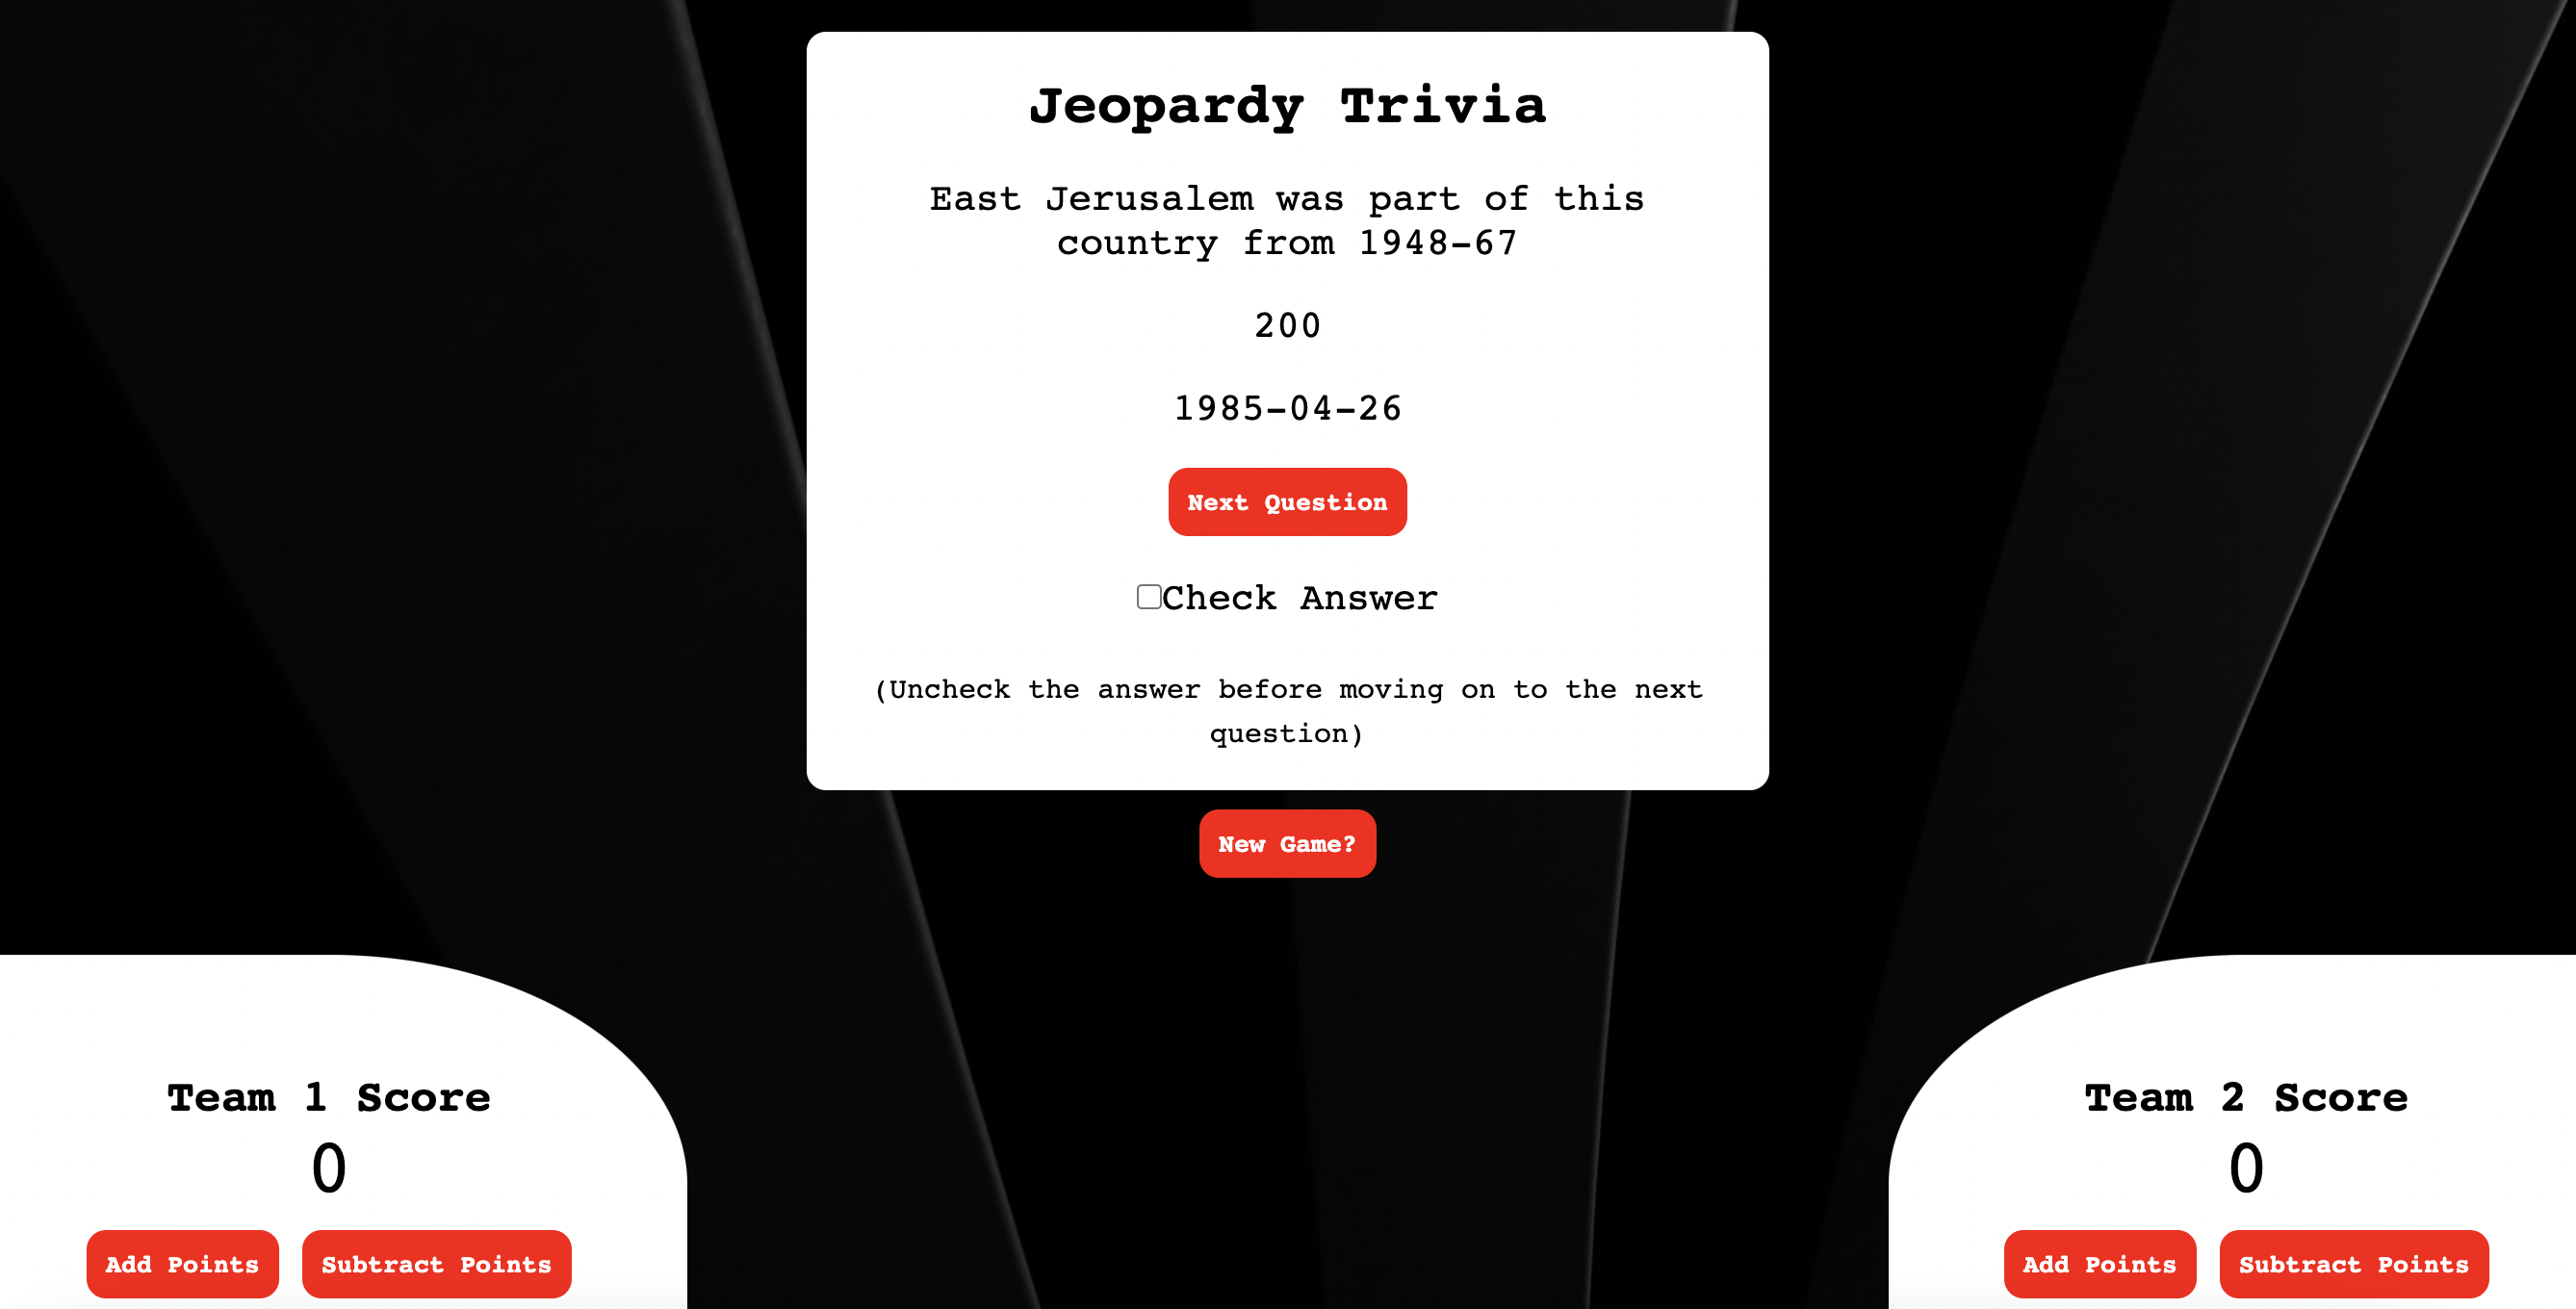 Jeopardy Trivia
East Jerusalem was part of this
country from 1948-67
200
1985-04-26
Next Question
Check Answer
(Uncheck the answer before moving on to the next
question)
New Game?
Team 1 Score
0
Add Points Subtract Points
Team 2 Score
0
Add Points Subtract Points